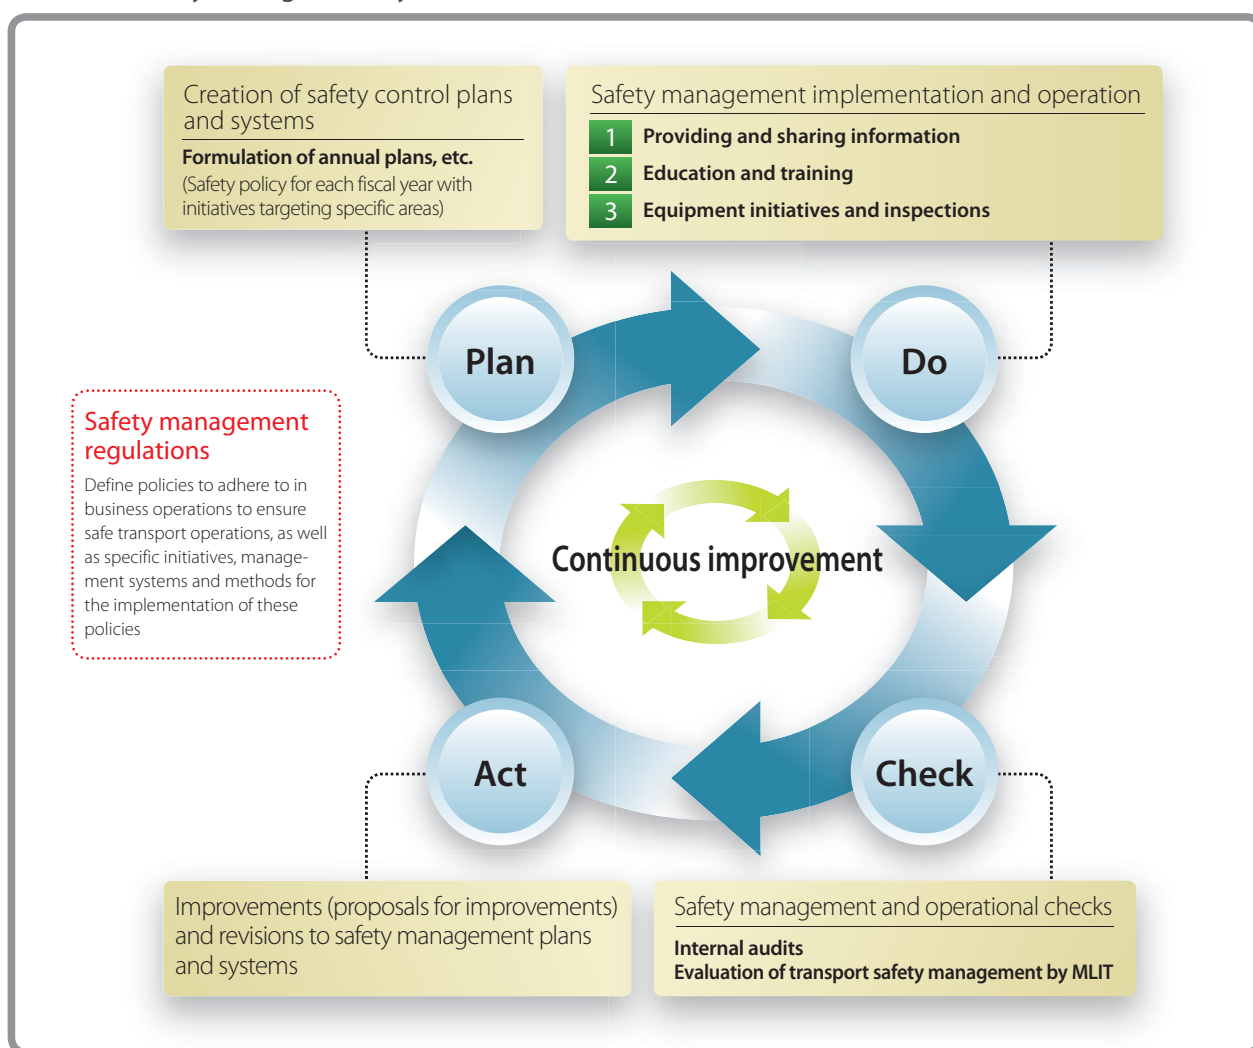 Creation of safety control plans
and systems
Formulation of annual plans, etc.
(Safety policy for each fiscal year with
initiatives targeting specific areas)
Safety management implementation and operation
1 Providing and sharing information
2 Education and training
3 Equipment initiatives and inspections
Plan
Do
Safety management
regulations
Define policies to adhere to in
business operations to ensure
safe transport operations, as well
as specific initiatives, manage-
ment systems and methods for
the implementation of these
policies
Continuous improvement
Act
Check
Improvements (proposals for improvements)
and revisions to safety management plans
and systems
Safety management and operational checks
Internal audits
Evaluation of transport safety management by MLIT